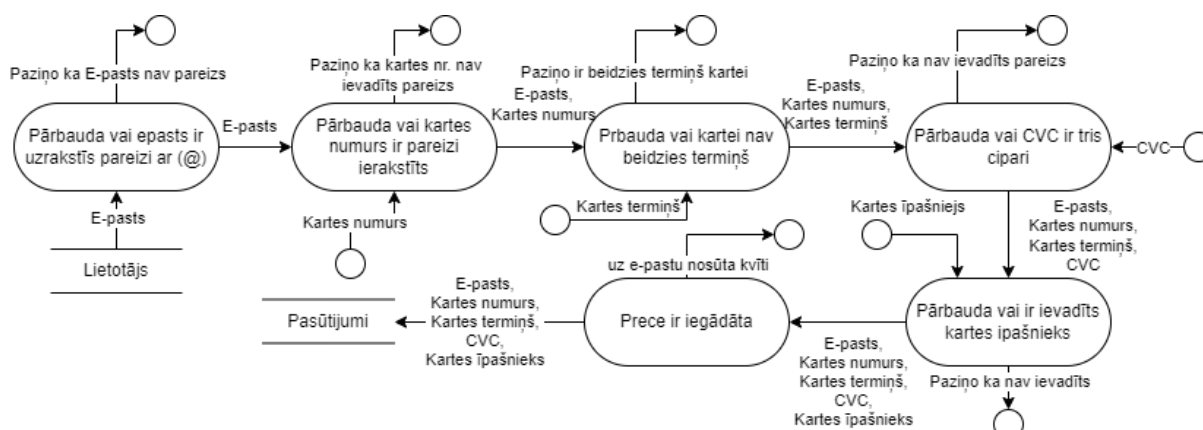 Paziņo ka E-pasts nav pareizs
Pārbauda vai epasts ir
uzrakstīs pareizi ar (@)
E-pasts
Lietotājs
E-pasts
Paziņo ka kartes nr. nav
ievadīts pareizs
Pārbauda vai kartes
numurs ir pareizi
ierakstīts
Kartes numurs
E-pasts,
Kartes numurs
Paziņo ir beidzies termiņš kartei
Prbauda vai kartei nav
beidzies termiņš
Kartes termiņš
E-pasts,
Kartes numurs,
Kartes termiņš
Paziņo ka nav ievadīts pareizs
Pārbauda vai CVC ir tris
cipari
CVC
E-pasts,
Kartes numurs,
Kartes termiņš,
CVC
Kartes īpašniejs
Pārbauda vai ir ievadīts
kartes ipašnieks
Paziņo ka nav ievadīts
E-pasts,
Kartes numurs,
Kartes termiņš,
CVC,
Kartes īpašnieks
Prece ir iegādāta
uz e-pastu nosūta kvīti
E-pasts,
Kartes numurs,
Kartes termiņš,
CVC,
Kartes īpašnieks
Pasūtijumi